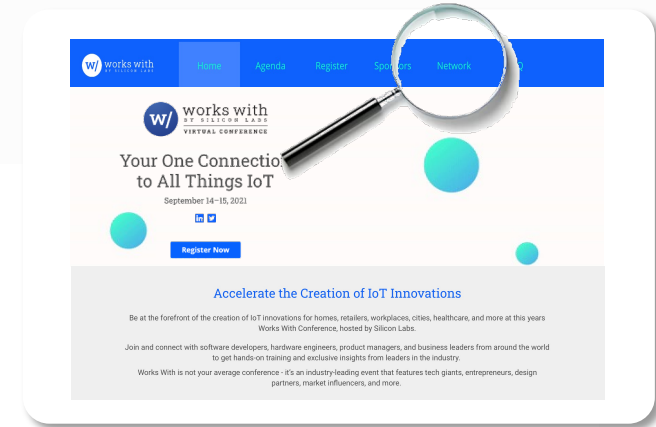 w/ works with
BY SILICON LABS
Home Agenda Register Sponsors Network Q
w/ works with
BY SILICON LABS
VIRTUAL CONFERENCE
Your One Connection
to All Things IoT
September 14–15, 2021
in
Register Now
Accelerate the Creation of IoT Innovations
Be at the forefront of the creation of IoT innovations for homes, retailers, workplaces, cities, healthcare, and more at this years
Works With Conference, hosted by Silicon Labs.
Join and connect with software developers, hardware engineers, product managers, and business leaders from around the world
to get hands-on training and exclusive insights from leaders in the industry.
Works With is not your average conference - it's an industry-leading event that features tech giants, entrepreneurs, design
partners, market influencers, and more.